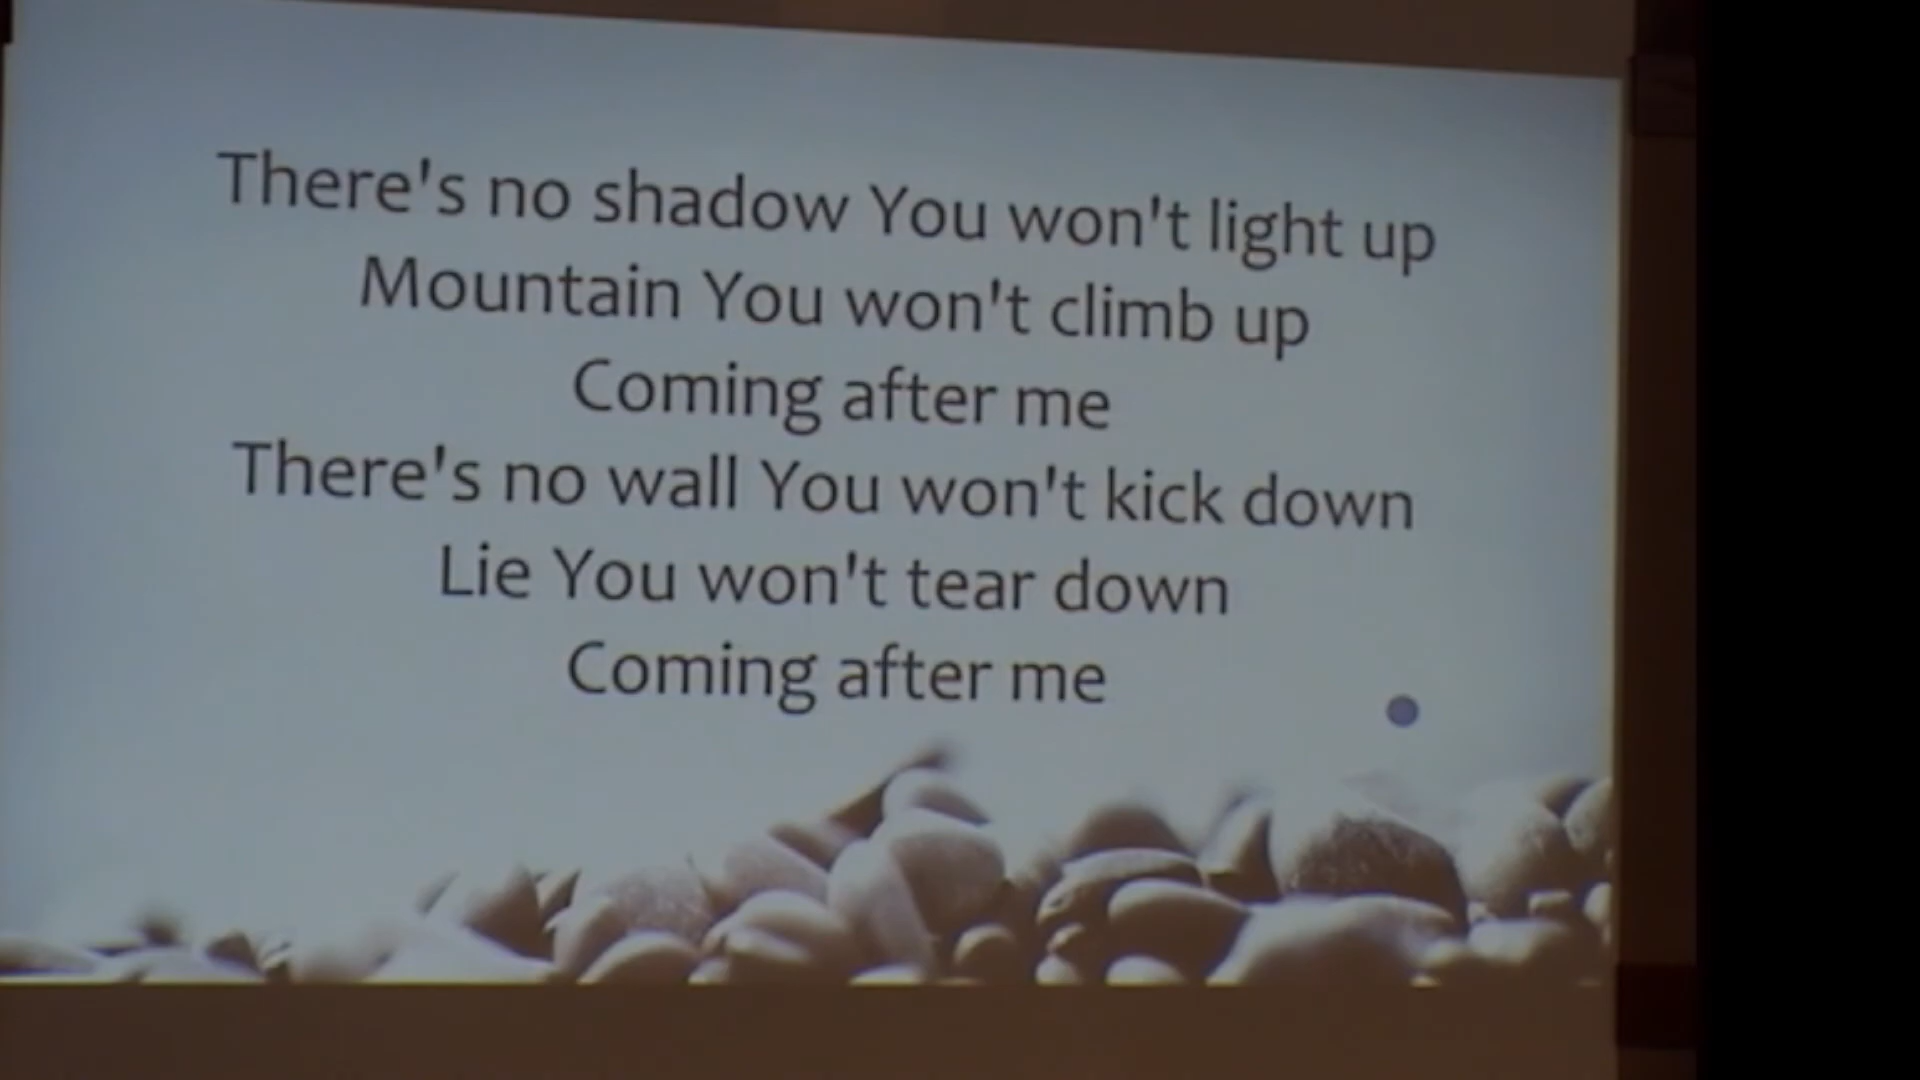 There's no shadow You won't light up
Mountain You won't climb up
Coming after me
There's no wall You won't kick down
Lie You won't tear down
Coming after me